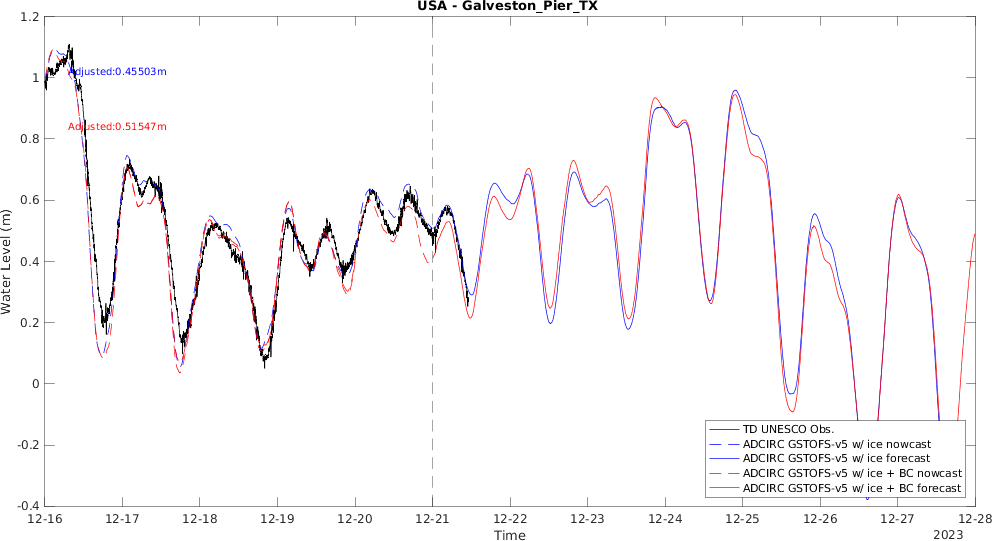 USA - Galveston_Pier_TX
1.2
1
0.8
0.6
0.4
0.2
0
-0.2
-0.4
Water Level (m)
Adjusted:0.45503m
Adjusted:0.51547m
TD UNESCO Obs.
ADCIRC GSTOFS-v5 w/ ice nowcast
ADCIRC GSTOFS-v5 w/ ice forecast
ADCIRC GSTOFS-v5 w/ ice + BC nowcast
ADCIRC GSTOFS-v5 w/ ice + BC forecast
12-16 12-17 12-18 12-19 12-20 12-21 12-22 12-23 12-24 12-25 12-26 12-27 12-28
Time
2023